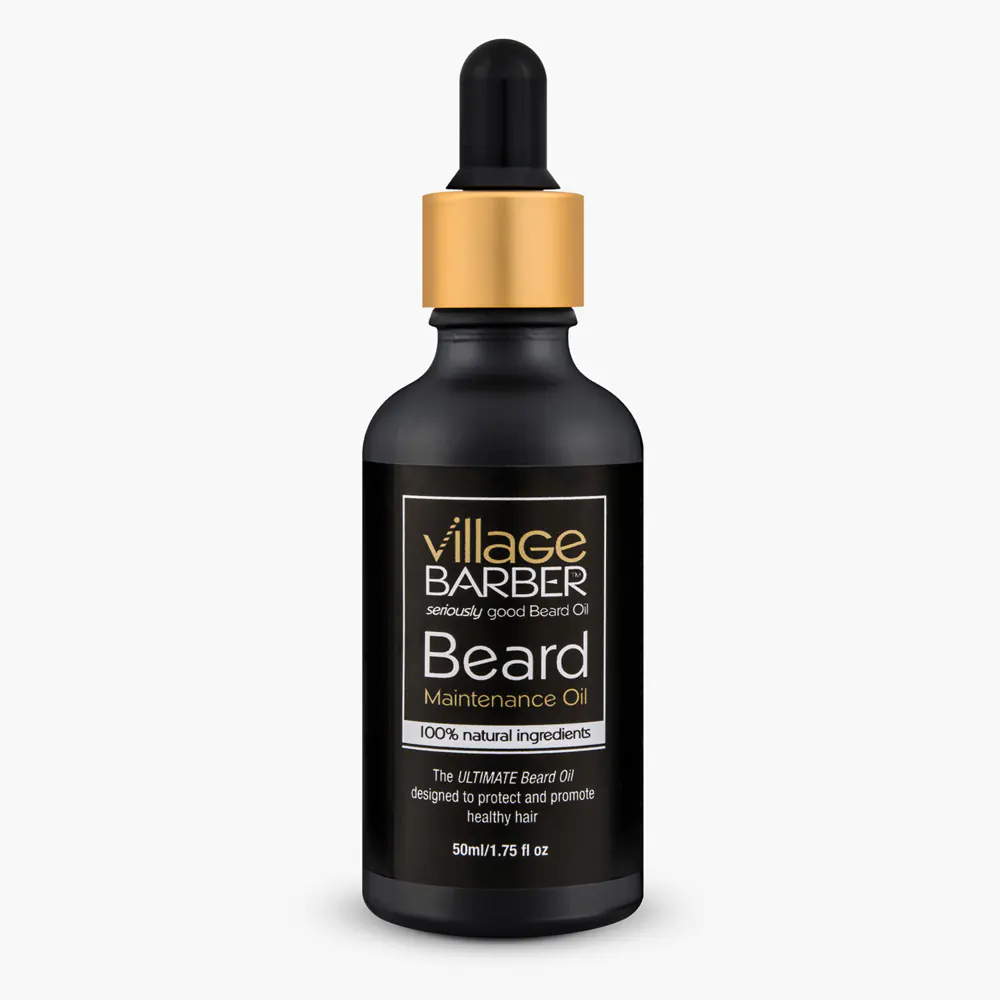 village
BARBER™
seriously good Beard Oil
Beard
Maintenance Oil
100% natural ingredients
The ULTIMATE Beard Oil
designed to protect and promote
healthy hair
50ml/1.75 fl oz